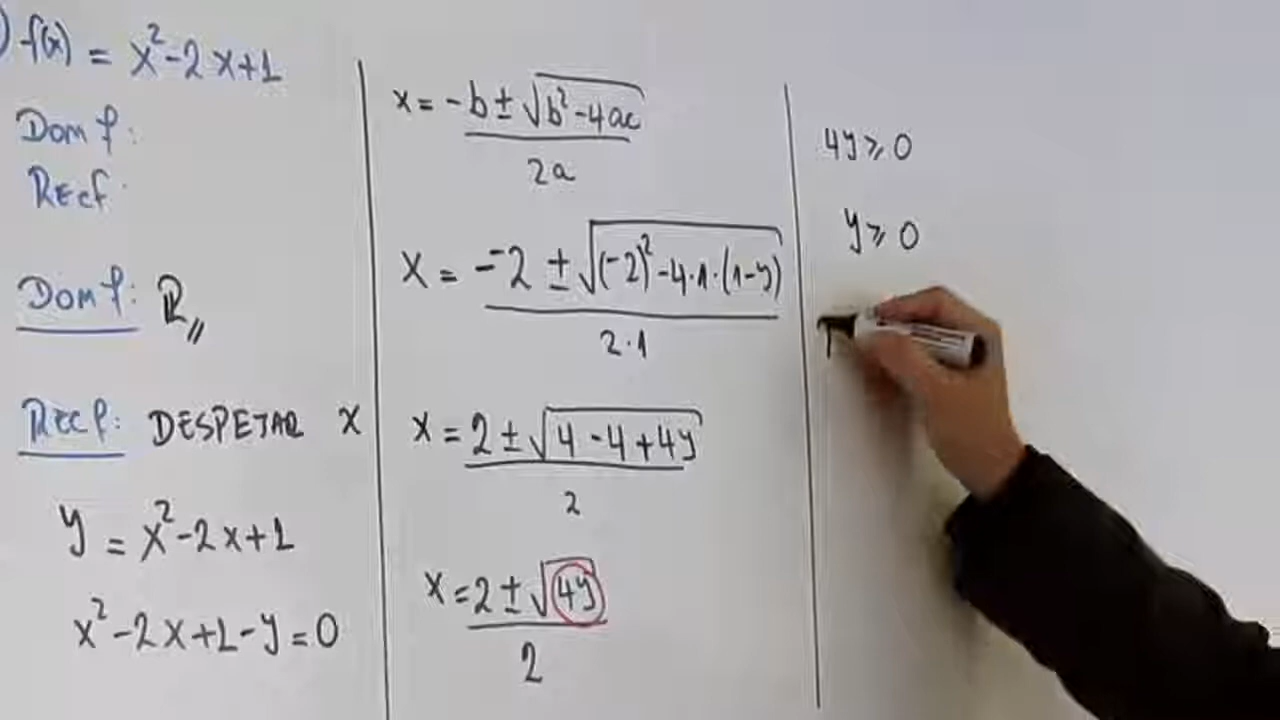 ) f(x) = x²-2x+1
Dom f:
Recf:
Dom f: R,,
Rec f: DESPEJAR X
y = x²-2x+1
x²-2x+1-y=0
x = -b ± √b²-4ac
2a
x = -2 ± √(-2)²-4·1·(1-y)
2·1
x = 2 ± √4-4+4y
2
x = 2 ± √4y
2
4y ⩾ 0
y ⩾ 0